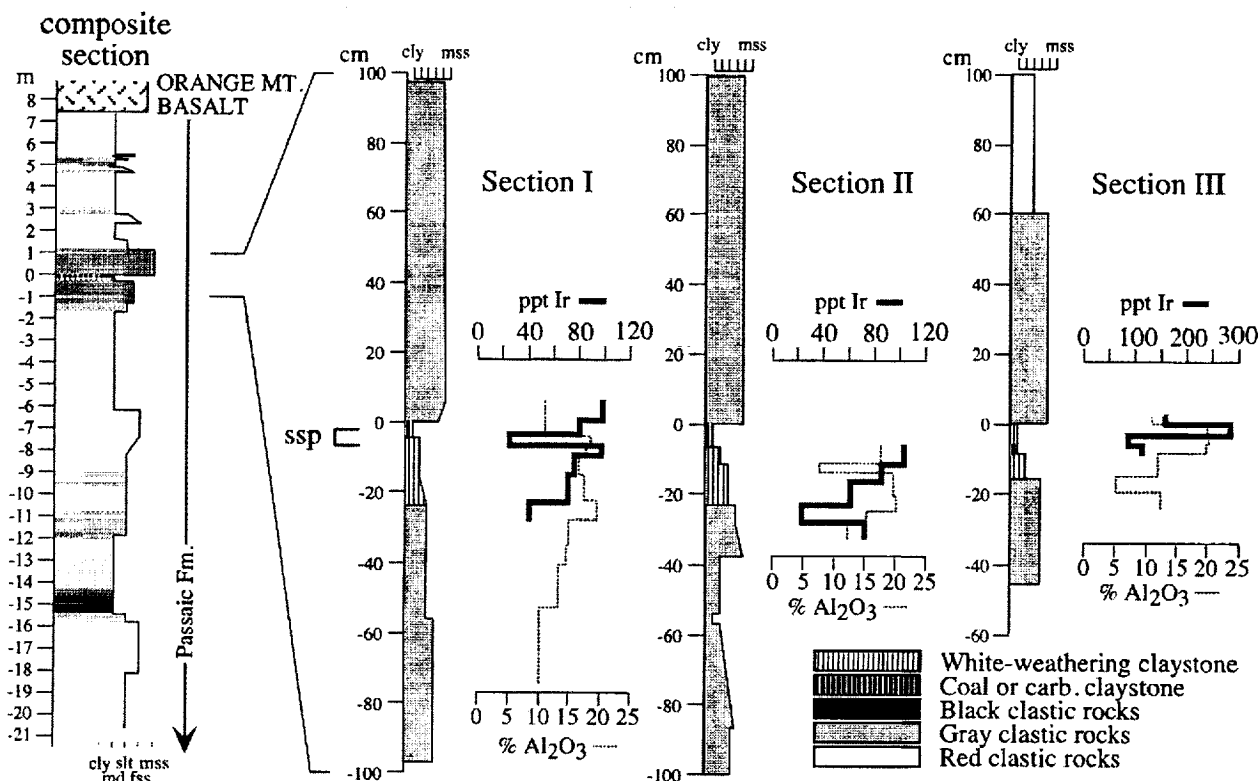 composite
section
m
ORANGE MT.
BASALT
8
7
6
5
4
3
2
1
0
-1
-2
-3
-4
-5
-6
-7
-8
-9
-10
-11
-12
-13
-14
-15
-16
-17
-18
-19
-20
-21
cly slt mss
md fss
Passaic Fm.
cm
cly mss
100
80
60
40
20
0
-20
-40
-60
-80
-100
ssp
Section I
ppt Ir
0 40 80 120
0 5 10 15 20 25
% Al2O3
cm
cly mss
100
80
60
40
20
0
-20
-40
-60
-80
-100
Section II
ppt Ir
0 40 80 120
0 5 10 15 20 25
% Al2O3
cm
cly mss
100
80
60
40
20
0
-20
-40
-60
Section III
ppt Ir
0 100 200 300
0 5 10 15 20 25
% Al2O3
White-weathering claystone
Coal or carb. claystone
Black clastic rocks
Gray clastic rocks
Red clastic rocks